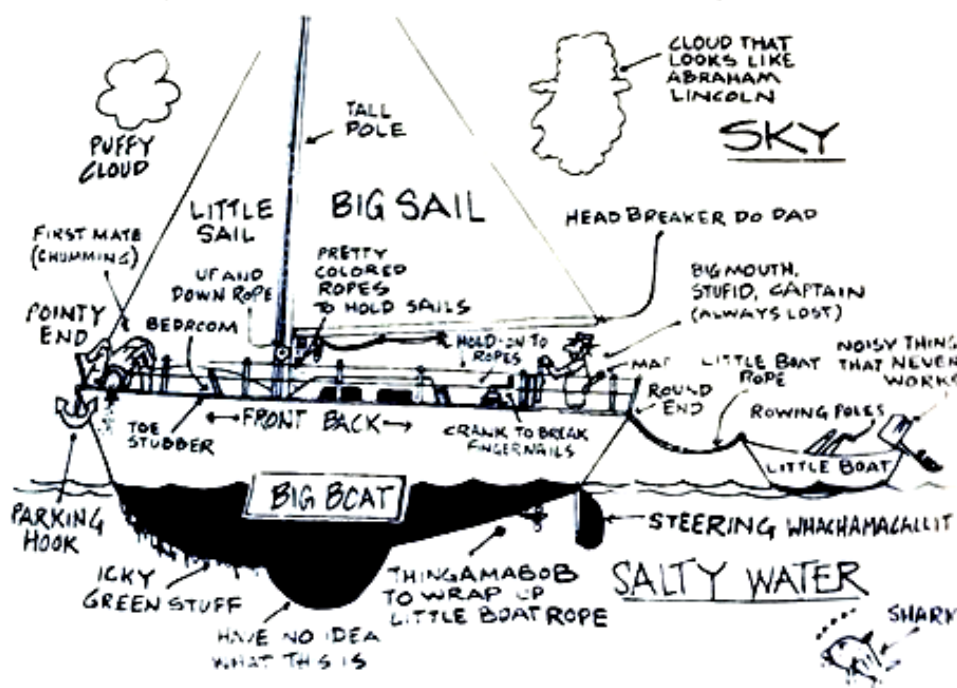 CLOUD THAT
LOOKS LIKE
ABRAHAM
LINCOLN
SKY
PUFFY
CLOUD
TALL
POLE
LITTLE
SAIL
BIG SAIL
HEAD BREAKER DO DAD
FIRST MATE
(CHUMMING)
UP AND
DOWN ROPE
PRETTY
COLORED
ROPES
TO HOLD SAILS
BIG MOUTH,
STUPID, CAPTAIN
(ALWAYS LOST)
POINTY
END
BEDROOM
HOLD-ON TO
ROPES
MAP
LITTLE BOAT
ROPE
NOISY THING
THAT NEVER
WORKS
ROUND
END
ROWING POLES
TOE
STUBBER
FRONT BACK
CRANK TO BREAK
FINGERNAILS
LITTLE BOAT
BIG BOAT
PARKING
HOOK
STEERING WHACHAMACALLIT
ICKY
GREEN STUFF
THINGAMABOB
TO WRAP UP
LITTLE BOAT ROPE
SALTY WATER
HAVE NO IDEA
WHAT THIS IS
SHARK